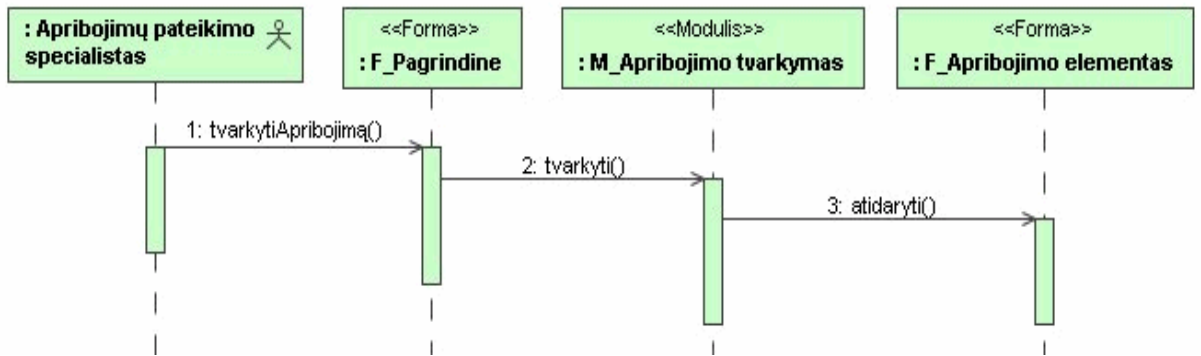 : Apribojimų pateikimo
specialistas
<<Forma>>
: F_Pagrindine
<<Modulis>>
: M_Apribojimo tvarkymas
<<Forma>>
: F_Apribojimo elementas
1: tvarkytiApribojimą()
2: tvarkyti()
3: atidaryti()